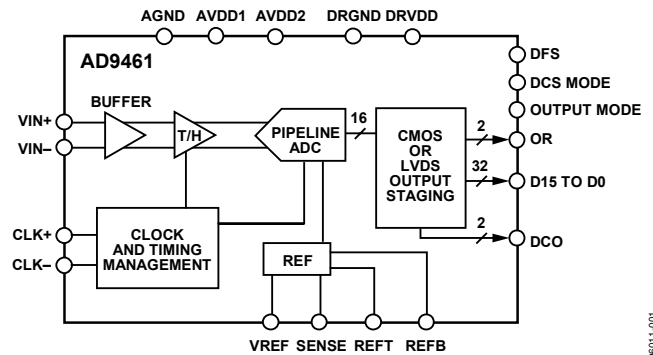 AGND AVDD1 AVDD2 DRGND DRVDD
AD9461
DFS
DCS MODE
OUTPUT MODE
OR
D15 TO D0
DCO
BUFFER
VIN+
VIN–
T/H
PIPELINE
ADC
16
CMOS
OR
LVDS
OUTPUT
STAGING
2
32
2
CLK+
CLK–
CLOCK
AND TIMING
MANAGEMENT
REF
VREF SENSE REFT REFB